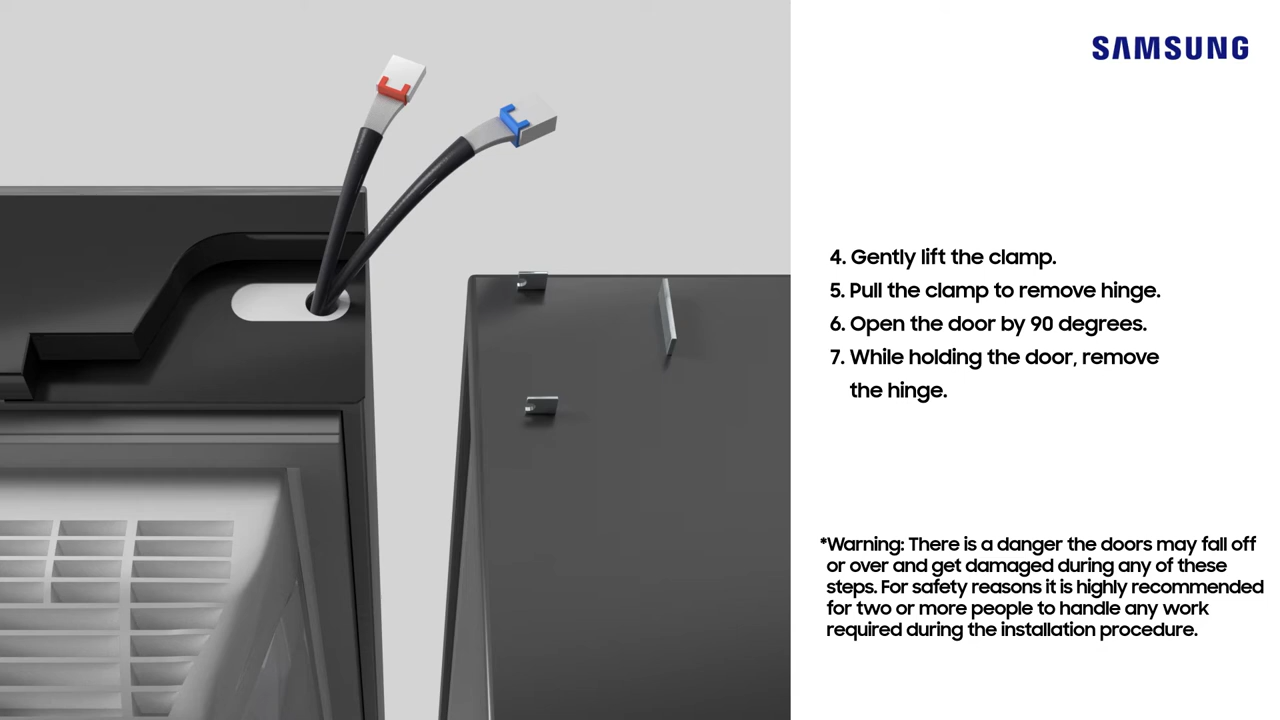 SAMSUNG
4. Gently lift the clamp.
5. Pull the clamp to remove hinge.
6. Open the door by 90 degrees.
7. While holding the door, remove
the hinge.
*Warning: There is a danger the doors may fall off
or over and get damaged during any of these
steps. For safety reasons it is highly recommended
for two or more people to handle any work
required during the installation procedure.